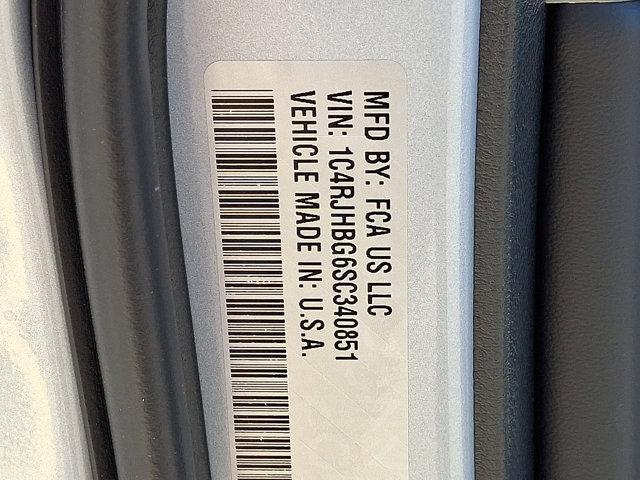 MFD BY: FCA US LLC
VIN: 1C4RJHBG6SC340851
VEHICLE MADE IN: U.S.A.